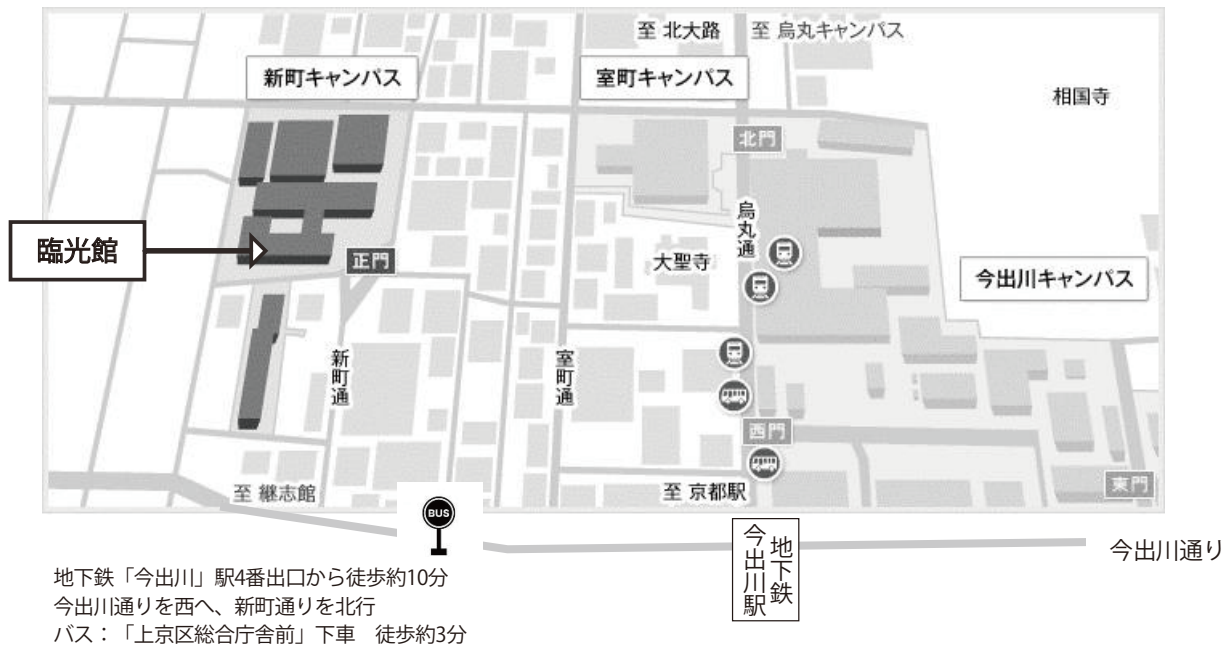 至 北大路
至 烏丸キャンパス
新町キャンパス
室町キャンパス
相国寺
北門
烏丸通
臨光館
正門
大聖寺
今出川キャンパス
新町通
室町通
西門
至 継志館
至 京都駅
東門
BUS
地下鉄
今出川駅
今出川通り
地下鉄「今出川」駅4番出口から徒歩約10分
今出川通りを西へ、新町通りを北行
バス：「上京区総合庁舎前」下車　徒歩約3分